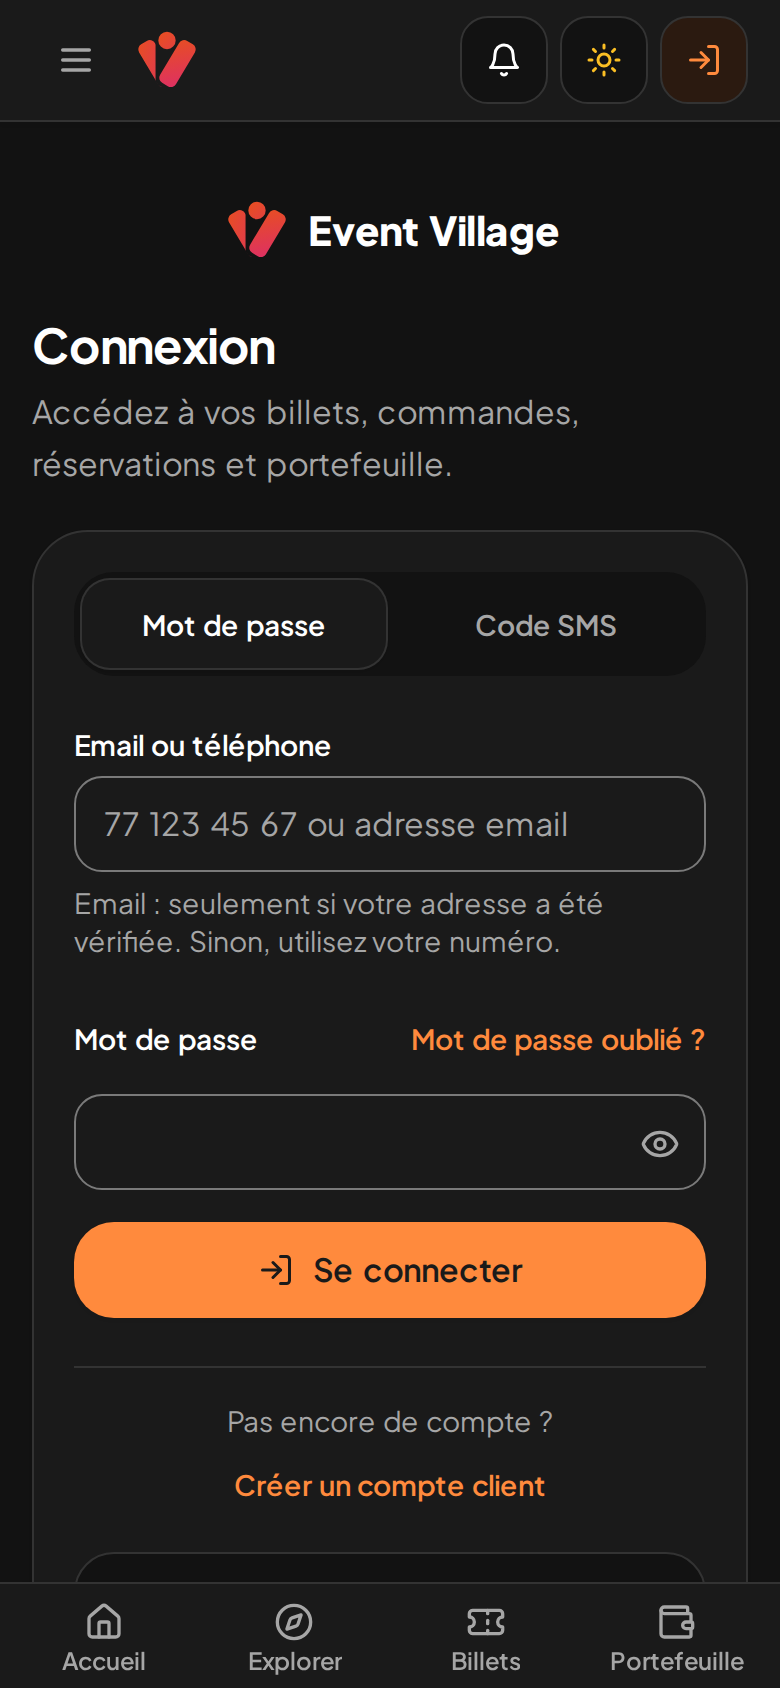 Event Village
Connexion
Accédez à vos billets, commandes,
réservations et portefeuille.
Mot de passe
Code SMS
Email ou téléphone
77 123 45 67 ou adresse email
Email : seulement si votre adresse a été
vérifiée. Sinon, utilisez votre numéro.
Mot de passe
Mot de passe oublié ?
Se connecter
Pas encore de compte ?
Créer un compte client
Accueil
Explorer
Billets
Portefeuille